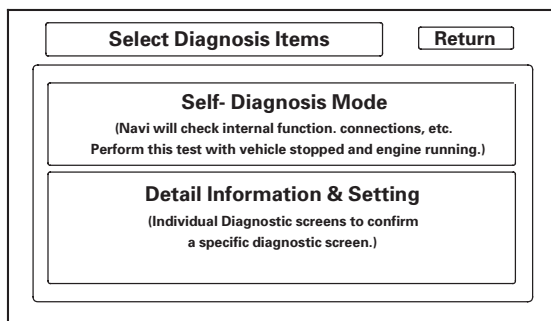 Select Diagnosis Items
Return
Self- Diagnosis Mode
(Navi will check internal function. connections, etc.
Perform this test with vehicle stopped and engine running.)
Detail Information & Setting
(Individual Diagnostic screens to confirm
a specific diagnostic screen.)